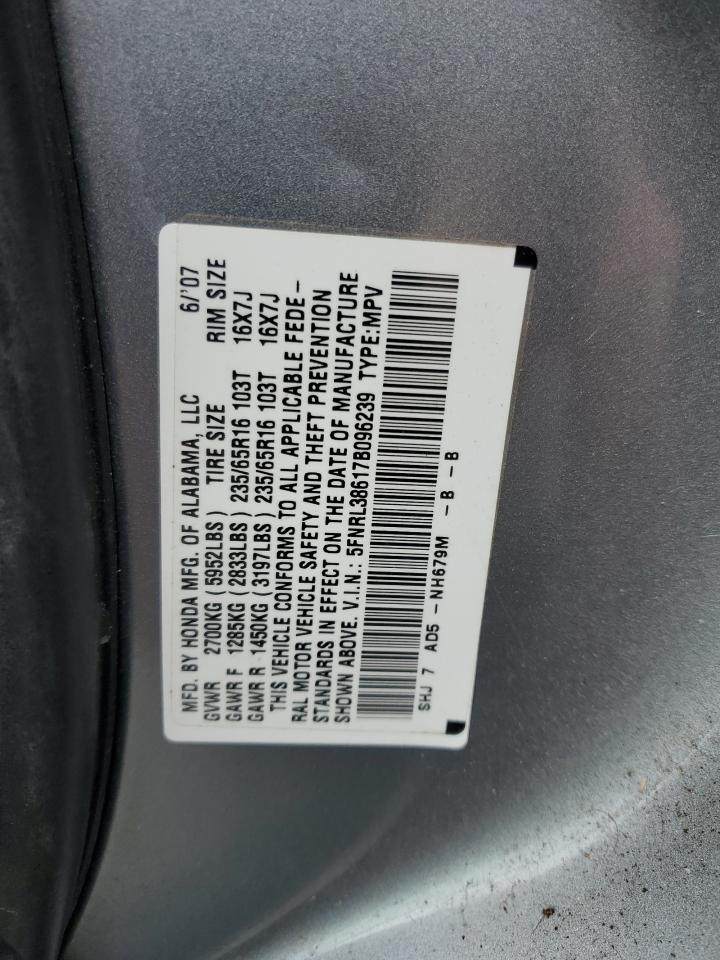 MFD. BY HONDA MFG. OF ALABAMA, LLC 6/'07
GVWR 2700KG ( 5952LBS ) TIRE SIZE RIM SIZE
GAWR F 1285KG ( 2833LBS ) 235/65R16 103T 16X7J
GAWR R 1450KG ( 3197LBS ) 235/65R16 103T 16X7J
THIS VEHICLE CONFORMS TO ALL APPLICABLE FEDE-
RAL MOTOR VEHICLE SAFETY AND THEFT PREVENTION
STANDARDS IN EFFECT ON THE DATE OF MANUFACTURE
SHOWN ABOVE. V.I.N.: 5FNRL38617B096239 TYPE:MPV
SHJ 7 AD5 -NH679M -B -B